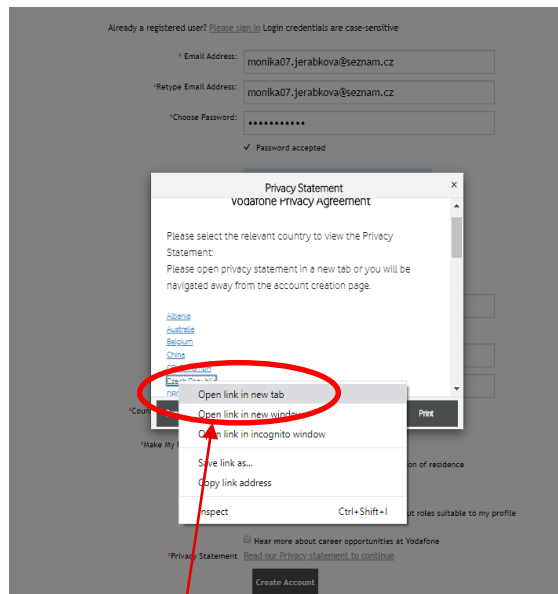 Already a registered user? Please sign in Login credentials are case-sensitive
* Email Address:
monika07.jerabkova@seznam.cz
*Retype Email Address:
monika07.jerabkova@seznam.cz
*Choose Password:
•••••••••••
✓ Password accepted
Privacy Statement
x
Vodafone Privacy Agreement
Please select the relevant country to view the Privacy
Statement:
Please open privacy statement in a new tab or you will be
navigated away from the account creation page.
Albania
Australia
Belgium
China
Czech Republic
Open link in new tab
Open link in new window
Print
Open link in incognito window
*Make My
Save link as...
on of residence
Copy link address
Inspect
Ctrl+Shift+I
ut roles suitable to my profile
Hear more about career opportunities at Vodafone
*Privacy Statement
Read our Privacy statement to continue
Create Account